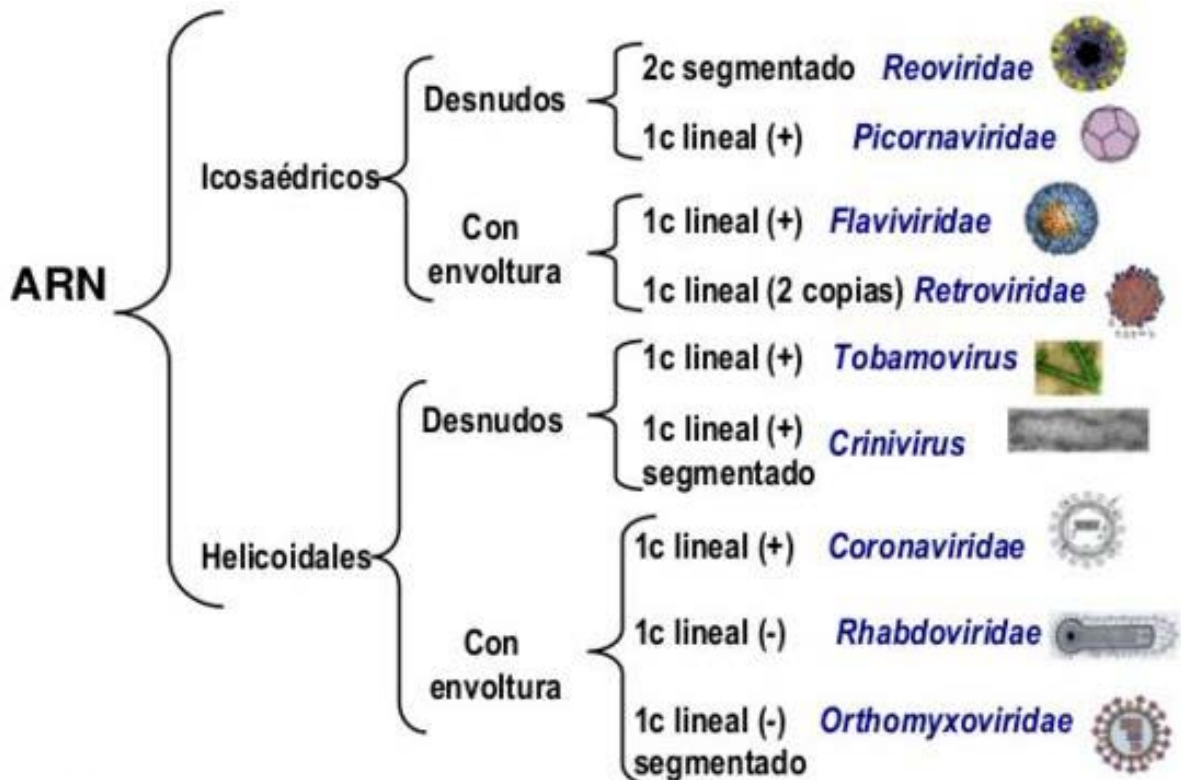 ARN
Icosaédricos
Desnudos
2c segmentado Reoviridae
1c lineal (+) Picornaviridae
Con
envoltura
1c lineal (+) Flaviviridae
1c lineal (2 copias) Retroviridae
Helicoidales
Desnudos
1c lineal (+) Tobamovirus
1c lineal (+)
segmentado
Crinivirus
Con
envoltura
1c lineal (+) Coronaviridae
1c lineal (-) Rhabdoviridae
1c lineal (-)
segmentado
Orthomyxoviridae